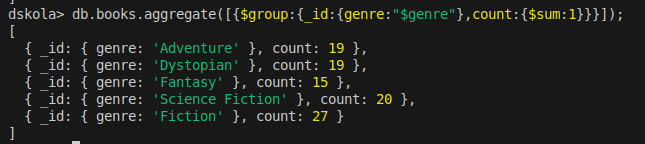 dskola> db.books.aggregate([{$group:{_id:{genre:"$genre"},count:{$sum:1}}}]);
[
  { _id: { genre: 'Adventure' }, count: 19 },
  { _id: { genre: 'Dystopian' }, count: 19 },
  { _id: { genre: 'Fantasy' }, count: 15 },
  { _id: { genre: 'Science Fiction' }, count: 20 },
  { _id: { genre: 'Fiction' }, count: 27 }
]